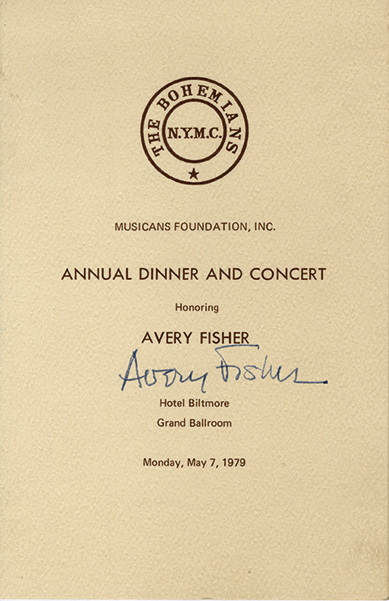 THE BOHEMIANS
N.Y.M.C.
MUSICANS FOUNDATION, INC.
ANNUAL DINNER AND CONCERT
Honoring
AVERY FISHER
Avery Fisher
Hotel Biltmore
Grand Ballroom
Monday, May 7, 1979